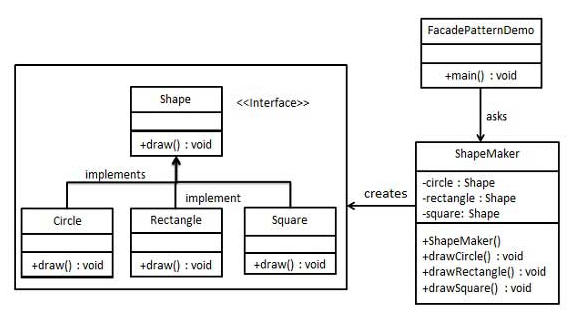 FacadePatternDemo
+main() : void
asks
Shape
<<Interface>>
+draw() : void
implements
implement
Circle
+draw() : void
Rectangle
+draw() : void
Square
+draw() : void
creates
ShapeMaker
-circle : Shape
-rectangle : Shape
-square: Shape
+ShapeMaker()
+drawCircle() : void
+drawRectangle() : void
+drawSquare() : void